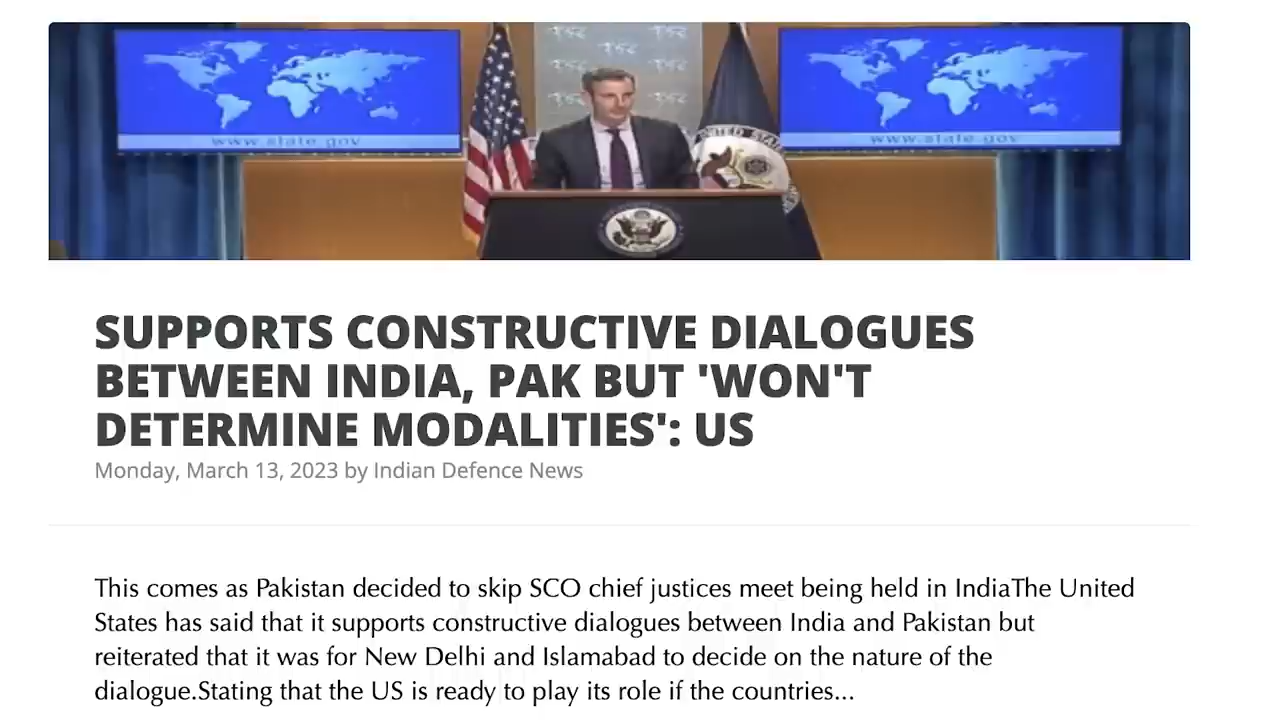 www.state.gov
www.state.gov
UNITED STA
SUPPORTS CONSTRUCTIVE DIALOGUES
BETWEEN INDIA, PAK BUT 'WON'T
DETERMINE MODALITIES': US
Monday, March 13, 2023 by Indian Defence News
This comes as Pakistan decided to skip SCO chief justices meet being held in IndiaThe United
States has said that it supports constructive dialogues between India and Pakistan but
reiterated that it was for New Delhi and Islamabad to decide on the nature of the
dialogue.Stating that the US is ready to play its role if the countries...